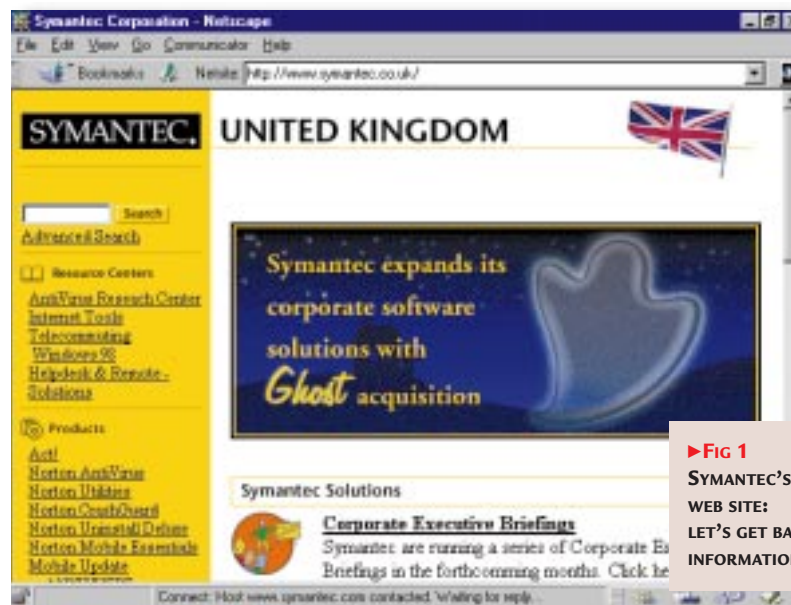 Symantec Corporation - Netscape
File Edit View Go Communicator Help
Bookmarks Netsite: http://www.symantec.co.uk/
SYMANTEC.
UNITED KINGDOM
Search
Advanced Search
Resource Centers
AntiVirus Research Center
Internet Tools
Telecommuting
Windows 98
Helpdesk & Remote -
Solutions
Products
Act!
Norton AntiVirus
Norton Utilities
Norton CrashGuard
Norton Uninstall Deluxe
Norton Mobile Essentials
Mobile Update
Symantec expands its
corporate software
solutions with
Ghost acquisition
Symantec Solutions
Corporate Executive Briefings
Symantec are running a series of Corporate Ex
Briefings in the forthcomming months. Click he
Connect: Host www.symantec.com contacted. Waiting for reply...
►FIG 1
SYMANTEC'S
WEB SITE:
LET'S GET BA
INFORMATION